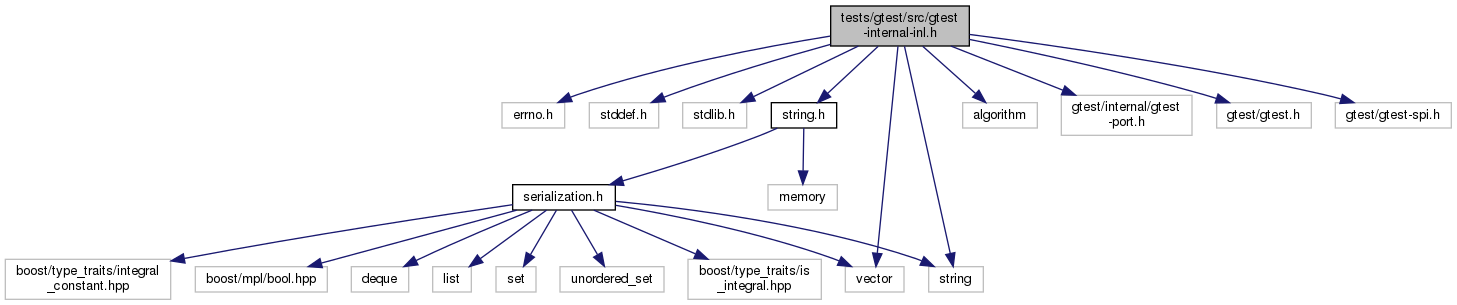 tests/gtest/src/gtest
-internal-inl.h
errno.h
stddef.h
stdlib.h
string.h
algorithm
gtest/internal/gtest
-port.h
gtest/gtest.h
gtest/gtest-spi.h
serialization.h
memory
boost/type_traits/integral
_constant.hpp
boost/mpl/bool.hpp
deque
list
set
unordered_set
boost/type_traits/is
_integral.hpp
vector
string